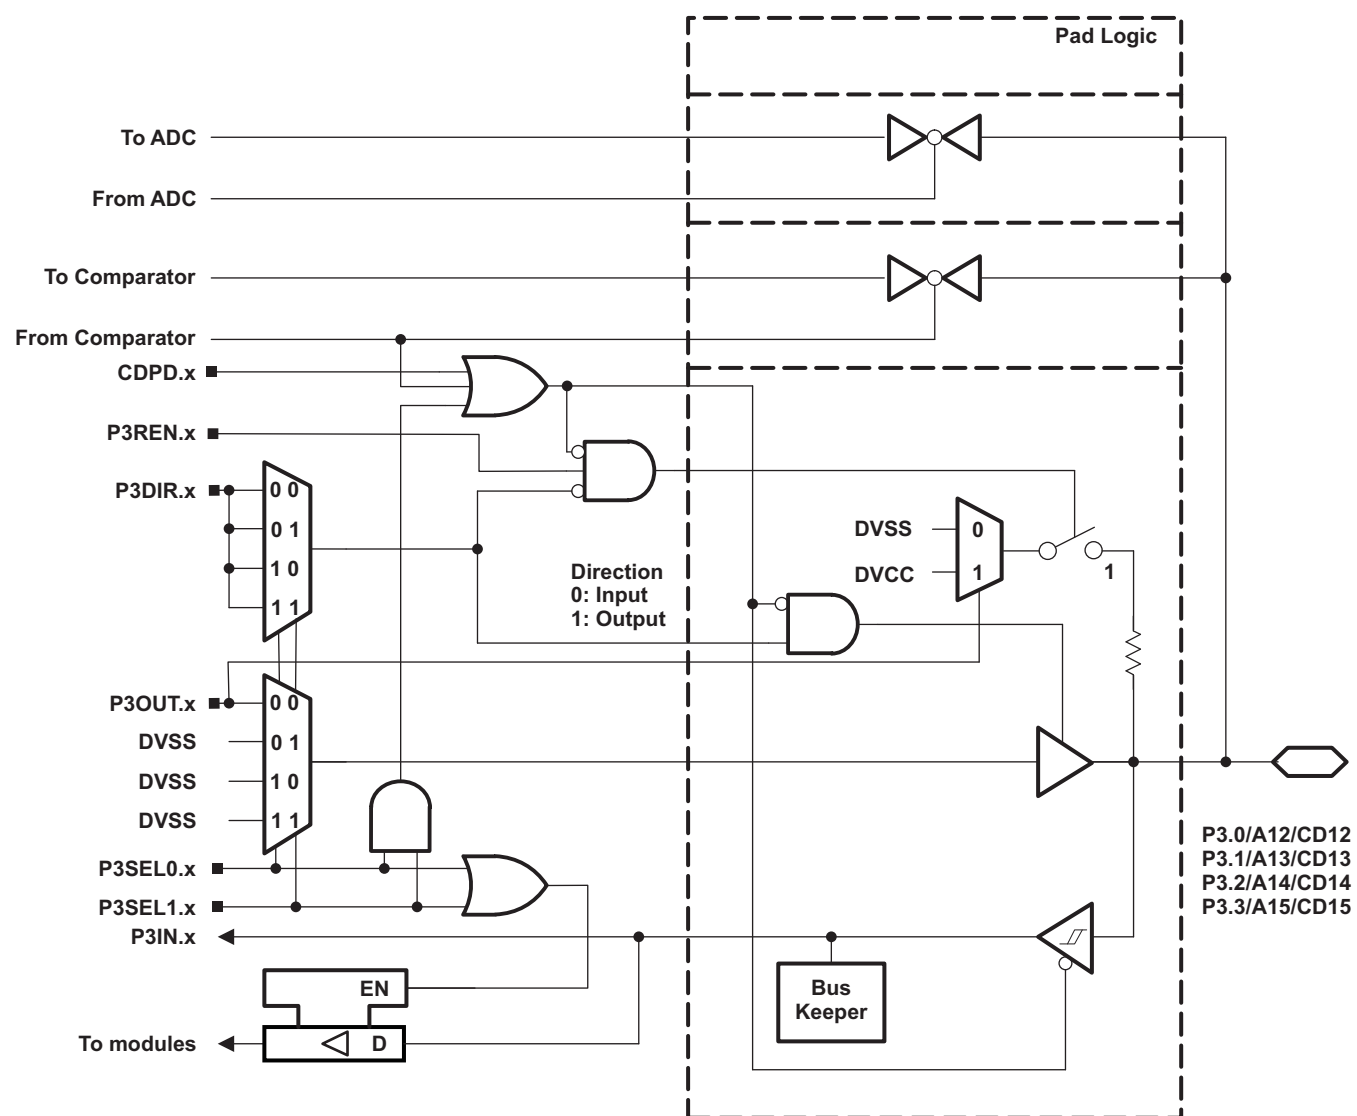 Pad Logic
To ADC
From ADC
To Comparator
From Comparator
CDPD.x
P3REN.x
P3DIR.x
0 0
0 1
1 0
1 1
Direction
0: Input
1: Output
DVSS
0
DVCC
1
1
P3OUT.x
0 0
DVSS
0 1
DVSS
1 0
DVSS
1 1
P3SEL0.x
P3SEL1.x
P3IN.x
P3.0/A12/CD12
P3.1/A13/CD13
P3.2/A14/CD14
P3.3/A15/CD15
EN
Bus
Keeper
To modules
D